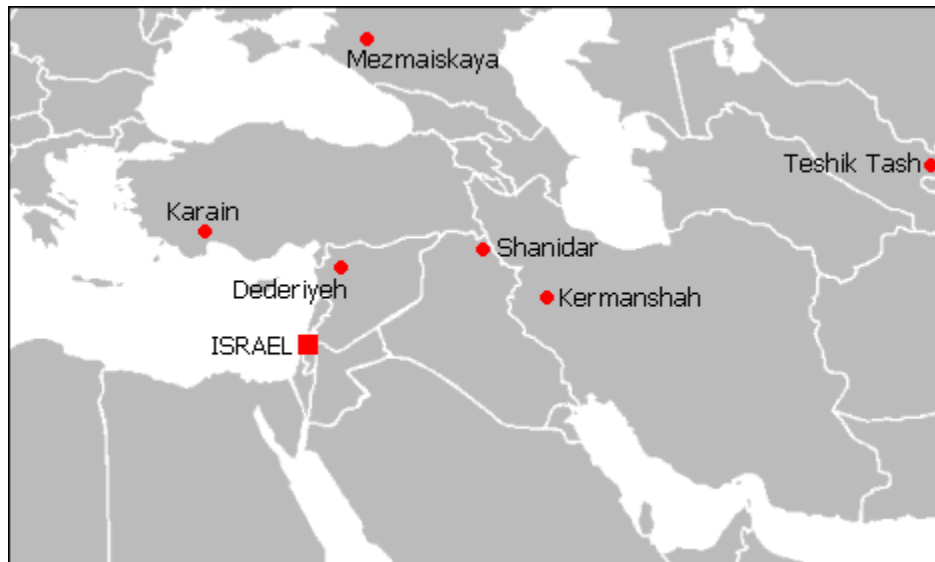 Mezmaiskaya
Teshik Tash
Karain
Shanidar
Dederiyeh
Kermanshah
ISRAEL